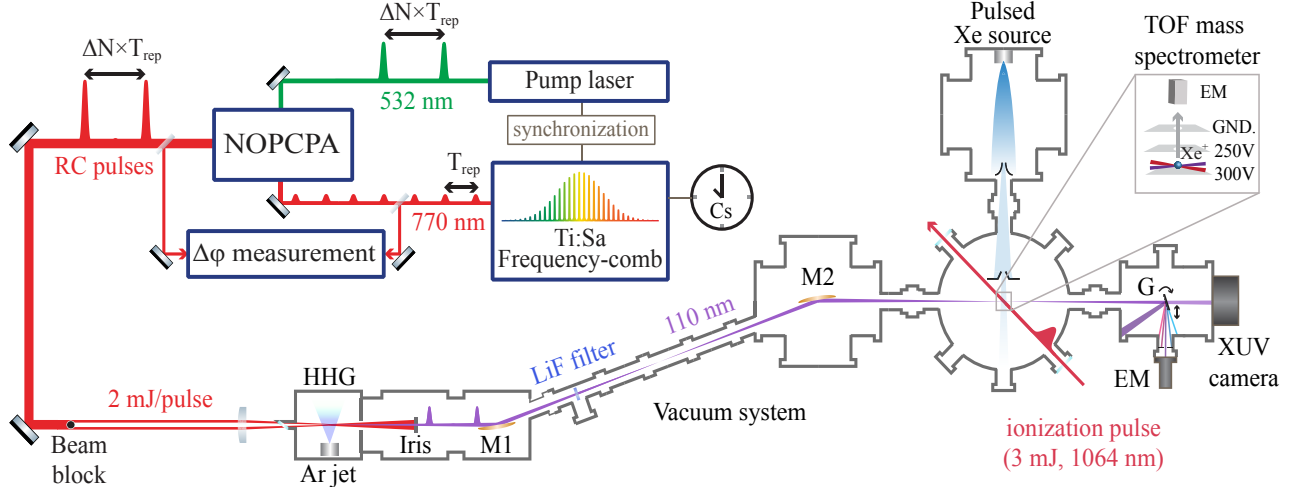 ΔN×T_rep
ΔN×T_rep
532 nm
Pump laser
synchronization
NOPCPA
RC pulses
T_rep
770 nm
Δφ measurement
Ti:Sa
Frequency-comb
Cs
Pulsed
Xe source
TOF mass
spectrometer
EM
GND.
Xe⁺ 250V
300V
M2
G
110 nm
LiF filter
XUV
camera
EM
HHG
2 mJ/pulse
Beam
block
Iris
M1
Ar jet
Vacuum system
ionization pulse
(3 mJ, 1064 nm)